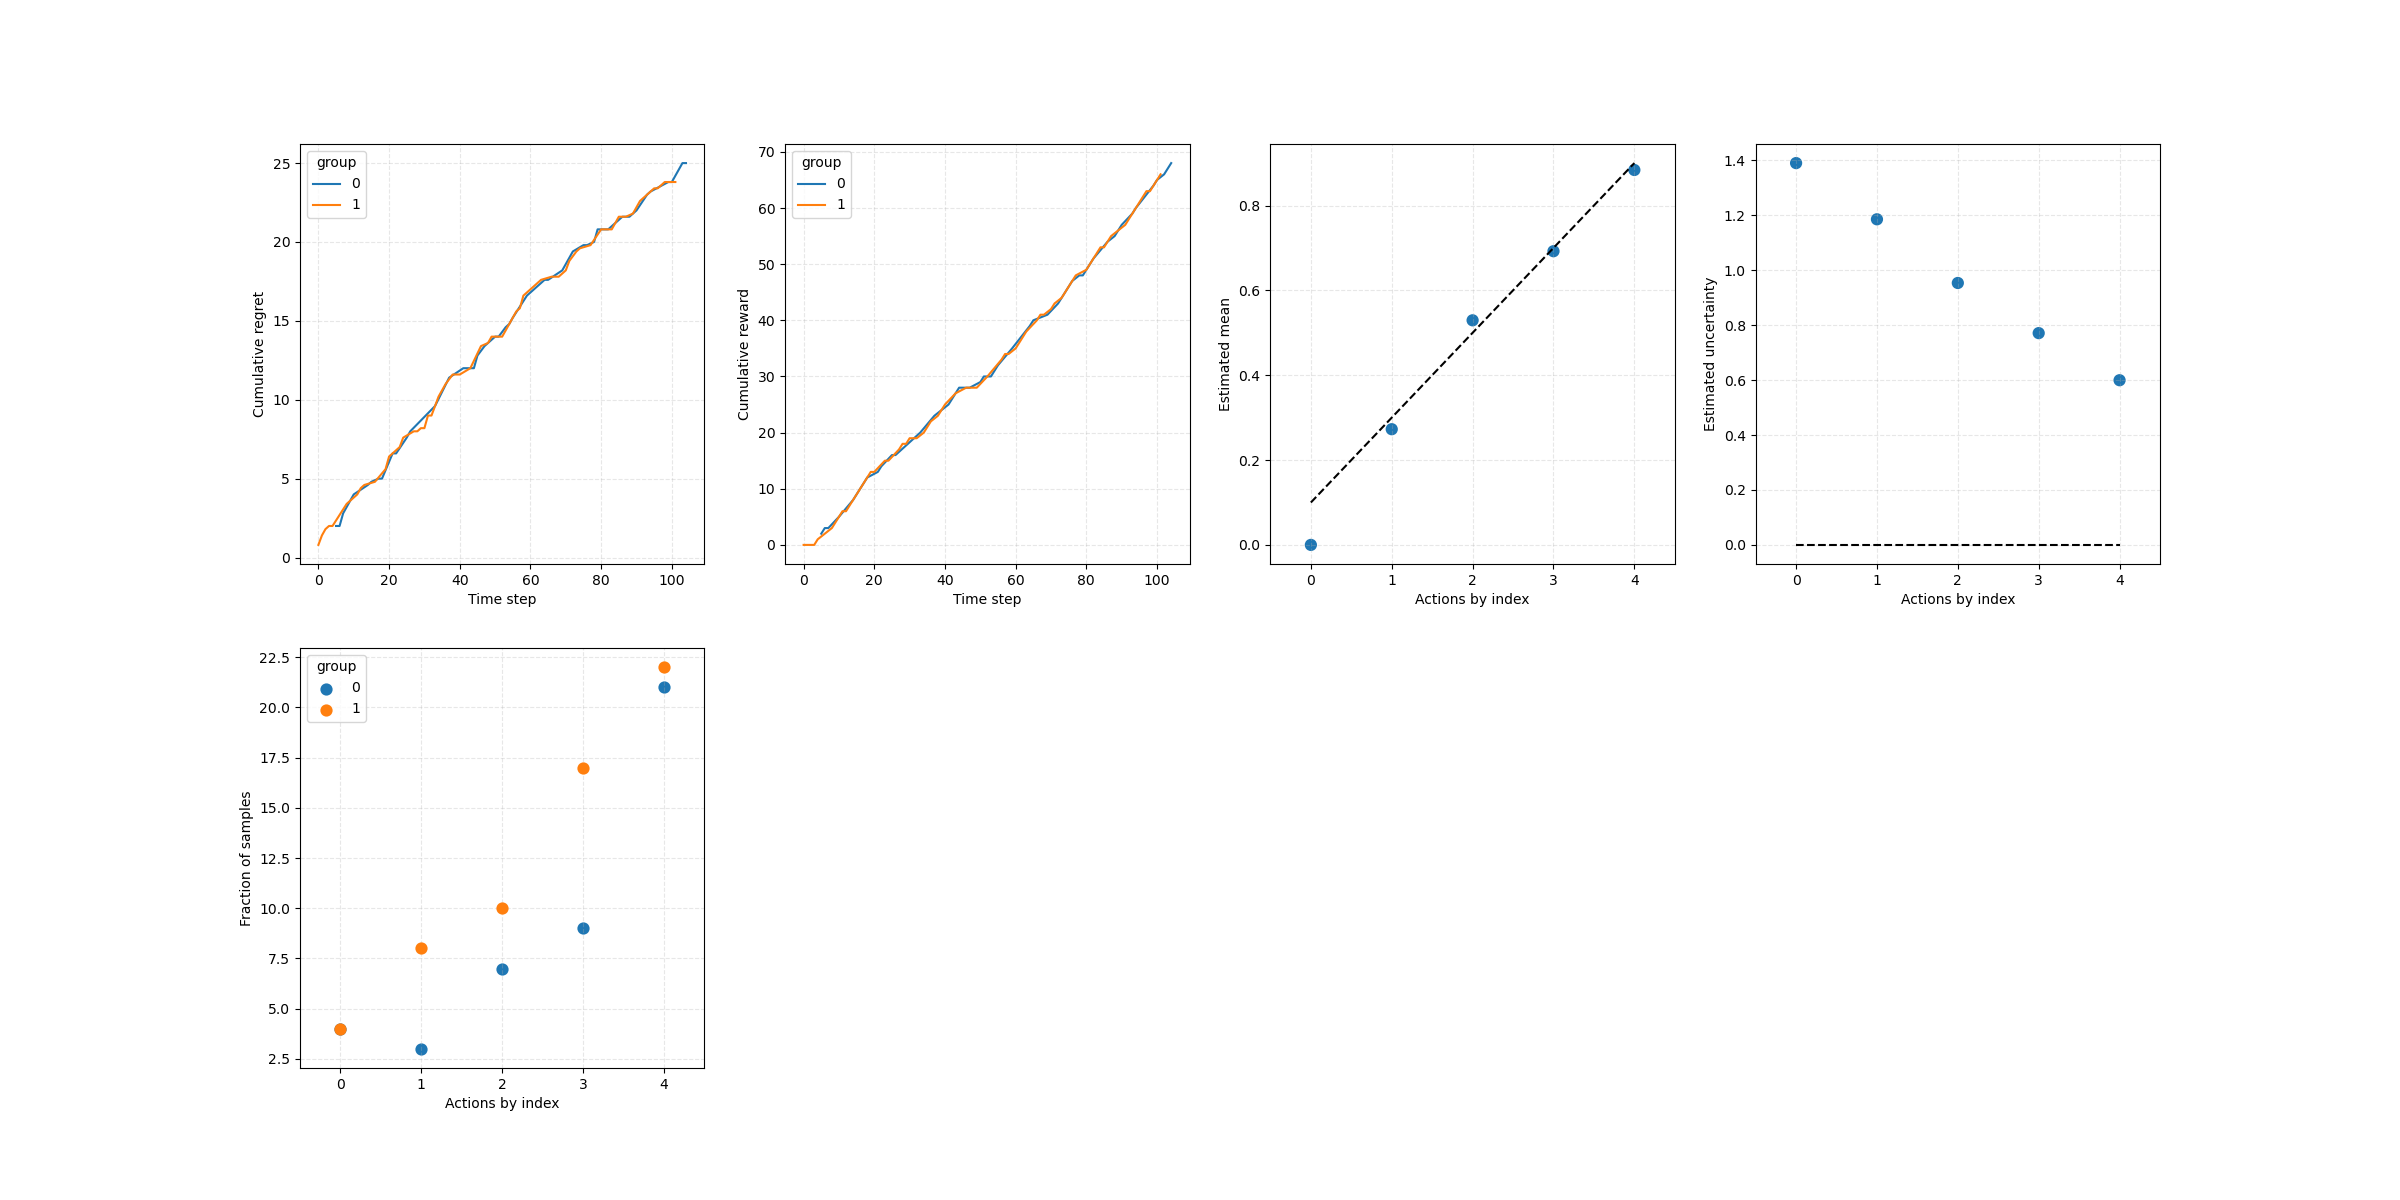 group
0
1
25
20
15
10
5
0
Cumulative regret
0 20 40 60 80 100
Time step
group
0
1
70
60
50
40
30
20
10
0
Cumulative reward
0 20 40 60 80 100
Time step
0.8
0.6
0.4
0.2
0.0
Estimated mean
0 1 2 3 4
Actions by index
1.4
1.2
1.0
0.8
0.6
0.4
0.2
0.0
Estimated uncertainty
0 1 2 3 4
Actions by index
group
0
1
22.5
20.0
17.5
15.0
12.5
10.0
7.5
5.0
2.5
Fraction of samples
0 1 2 3 4
Actions by index